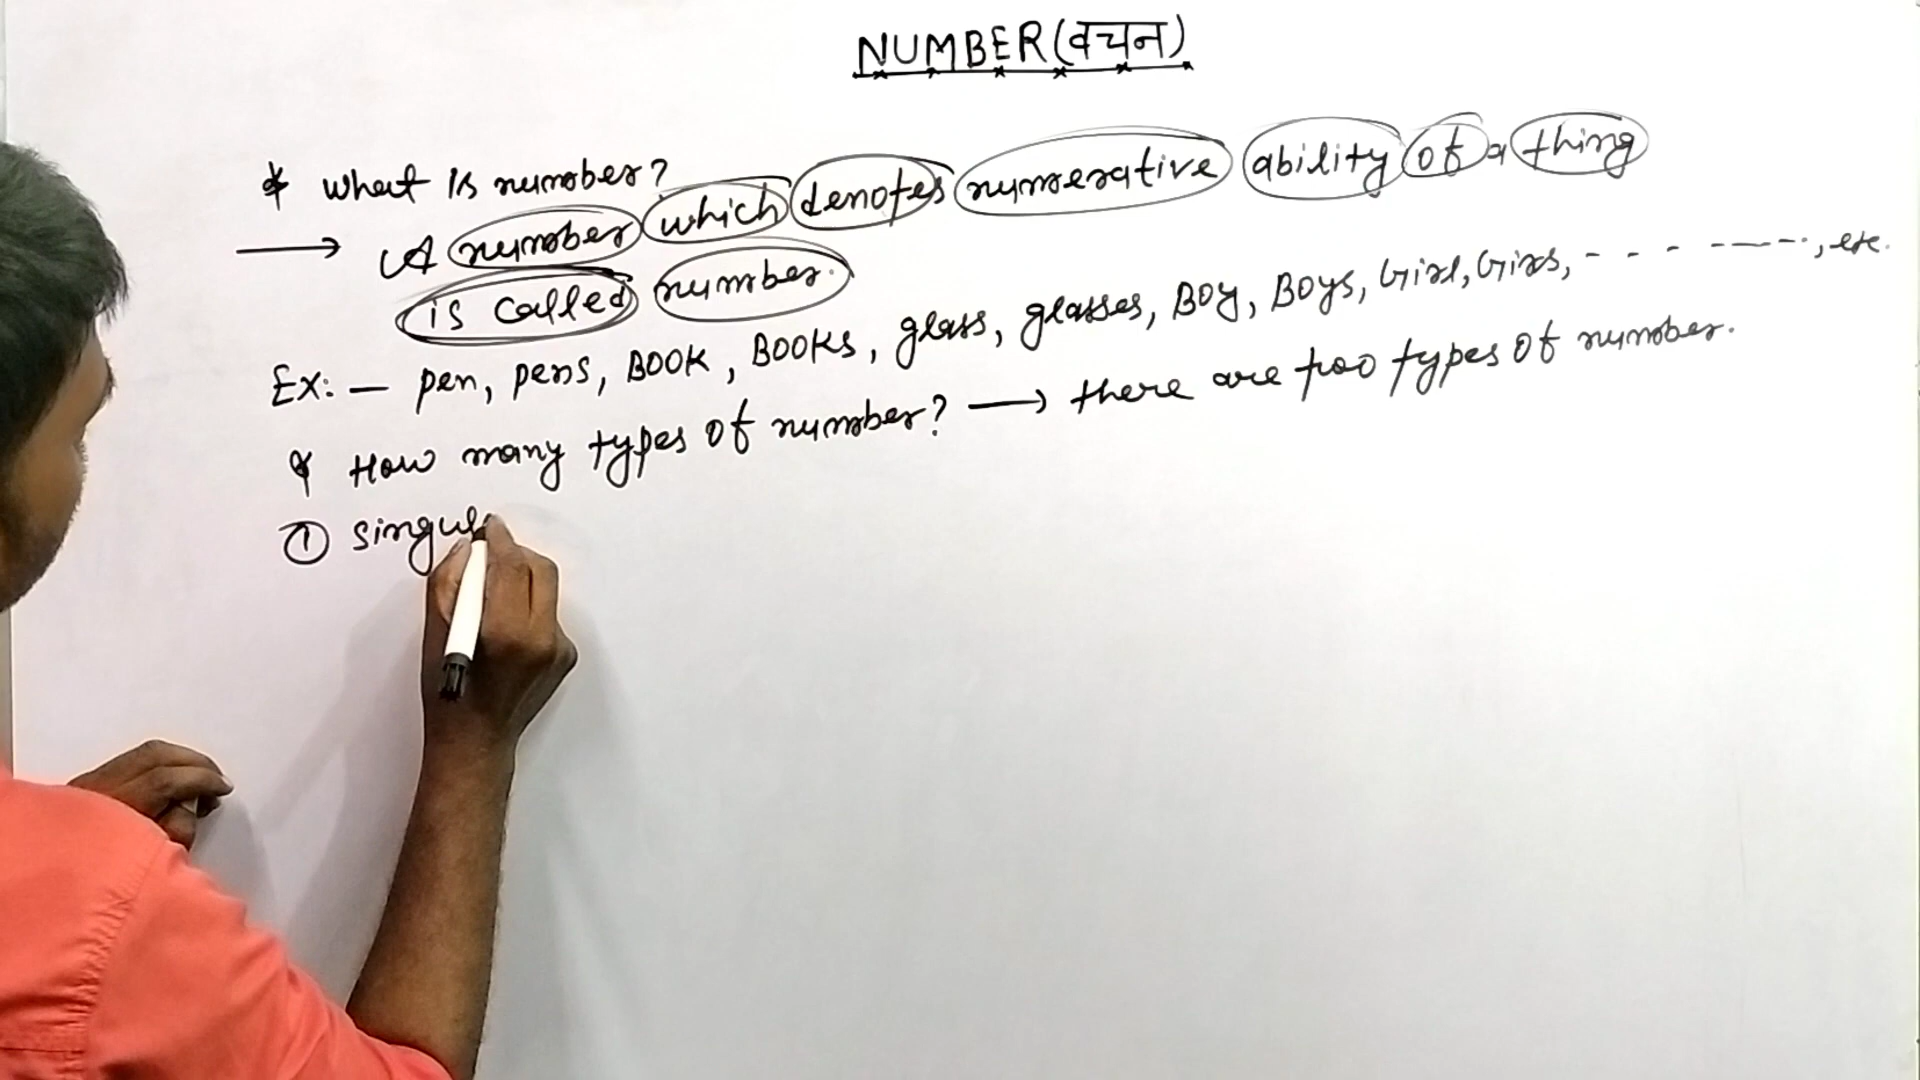 NUMBER (वचन)
* what is number?
→ A number which denotes numerative ability of a thing
is called number.
Ex: — pen, pens, BOOK, BOOKs, glass, glasses, BOY, BOYs, Girl, Girls, - - - - — - - ., etc.
* How many types of number? → there are two types of number.
① singul